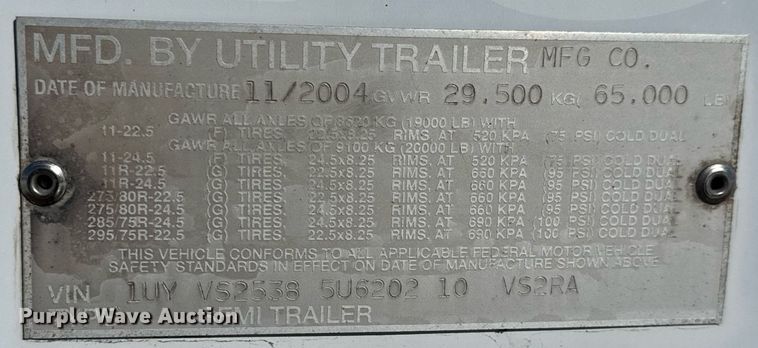 MFD. BY UTILITY TRAILER MFG CO.
DATE OF MANUFACTURE 11/2004 GVWR 29.500 KG( 65.000 LB)
GAWR ALL AXLES OF 8620 KG (19000 LB) WITH
11-22.5 (F) TIRES, 22.5x8.25 RIMS, AT 520 KPA (75 PSI) COLD DUAL
GAWR ALL AXLES OF 9100 KG (20000 LB) WITH
11-24.5 (F) TIRES, 24.5x8.25 RIMS, AT 520 KPA (75 PSI) COLD DUAL
11R-22.5 (G) TIRES, 22.5x8.25 RIMS, AT 660 KPA (95 PSI) COLD DUAL
11R-24.5 (G) TIRES, 24.5x8.25 RIMS, AT 660 KPA (95 PSI) COLD DUAL
275/80R-22.5 (G) TIRES, 22.5x8.25 RIMS, AT 660 KPA (95 PSI) COLD DUAL
275/80R-24.5 (G) TIRES, 24.5x8.25 RIMS, AT 660 KPA (95 PSI) COLD DUAL
285/75R-24.5 (G) TIRES, 24.5x8.25 RIMS, AT 690 KPA (100 PSI) COLD DUAL
295/75R-22.5 (G) TIRES, 22.5x8.25 RIMS, AT 690 KPA (100 PSI) COLD DUAL
THIS VEHICLE CONFORMS TO ALL APPLICABLE FEDERAL MOTOR VEHICLE
SAFETY STANDARDS IN EFFECT ON DATE OF MANUFACTURE SHOWN ABOVE
VIN 1UY VS2538 5U6202 10 VS2RA
SEMI TRAILER
Purple Wave Auction